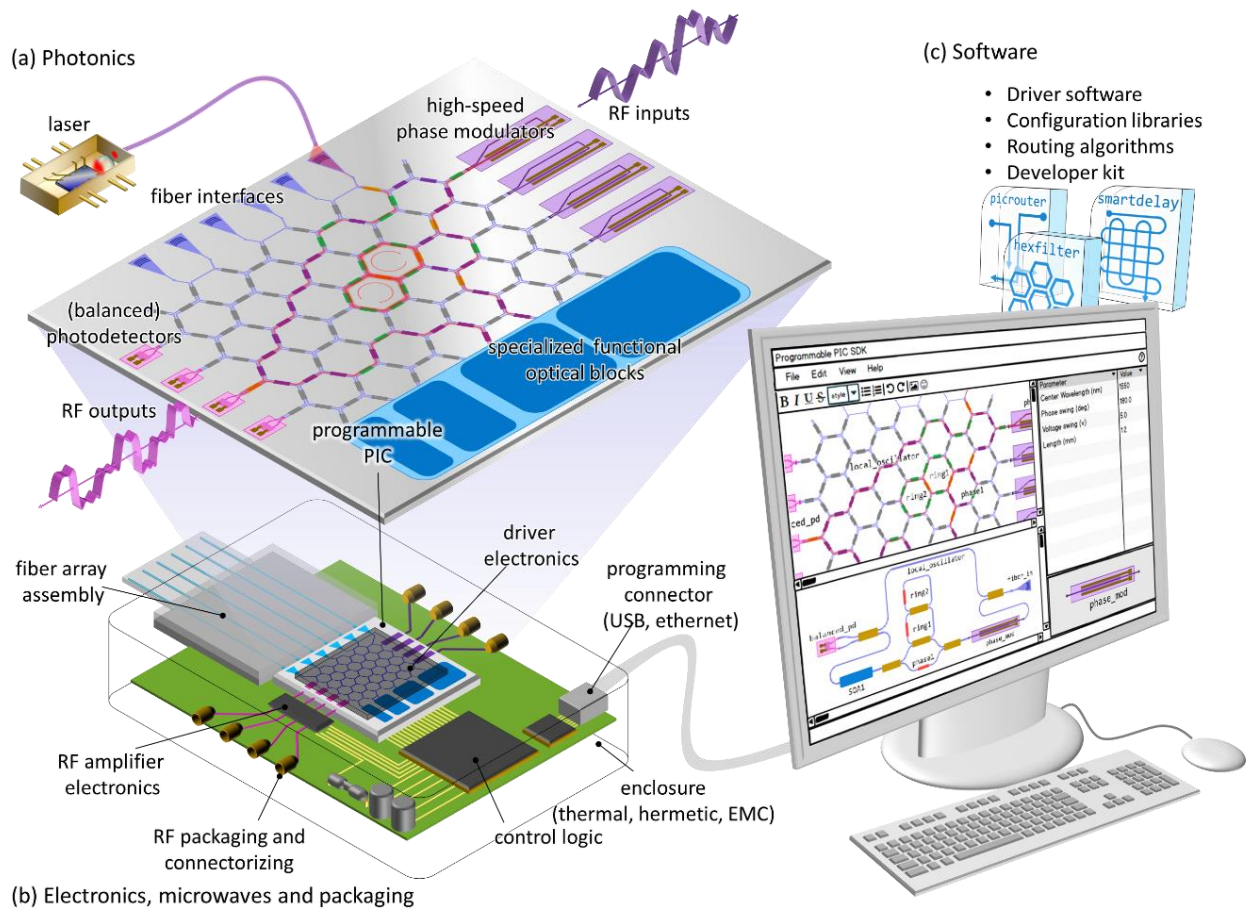 (a) Photonics
laser
fiber interfaces
high-speed
phase modulators
RF inputs
(balanced)
photodetectors
RF outputs
specialized functional
optical blocks
programmable
PIC
(c) Software
• Driver software
• Configuration libraries
• Routing algorithms
• Developer kit
picrouter
smartdelay
hexfilter
Programmable PIC SDK
File Edit View Help
B I U S style
local_oscillator
ring1
ring2
phase1
ced_pd
Parameter Value
Center Wavelength (nm) 1550
Phase swing (deg) 180.0
Voltage swing (v) 5.0
Length (mm)
local_oscillator
fiber_in
ring2
ring1
balanced_pd
phase_mod
phase1
SOA1
phase_mod
fiber array
assembly
driver
electronics
programming
connector
(USB, ethernet)
RF amplifier
electronics
RF packaging and
connectorizing
control logic
enclosure
(thermal, hermetic, EMC)
(b) Electronics, microwaves and packaging